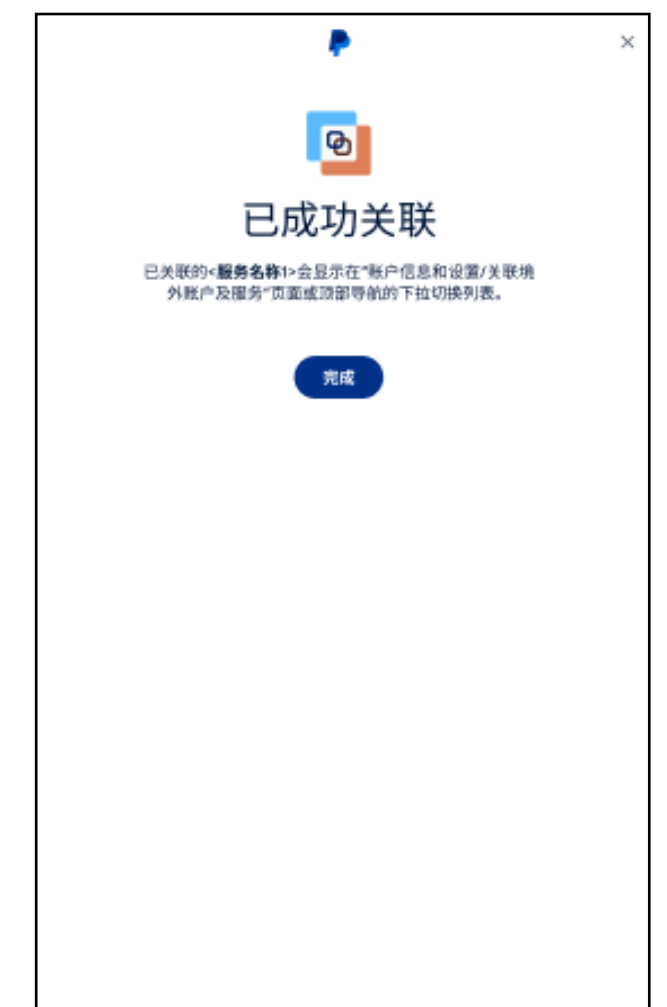 已成功关联
已关联的<服务名称1>会显示在“账户信息和设置/关联境
外账户及服务”页面或顶部导航的下拉切换列表。
完成